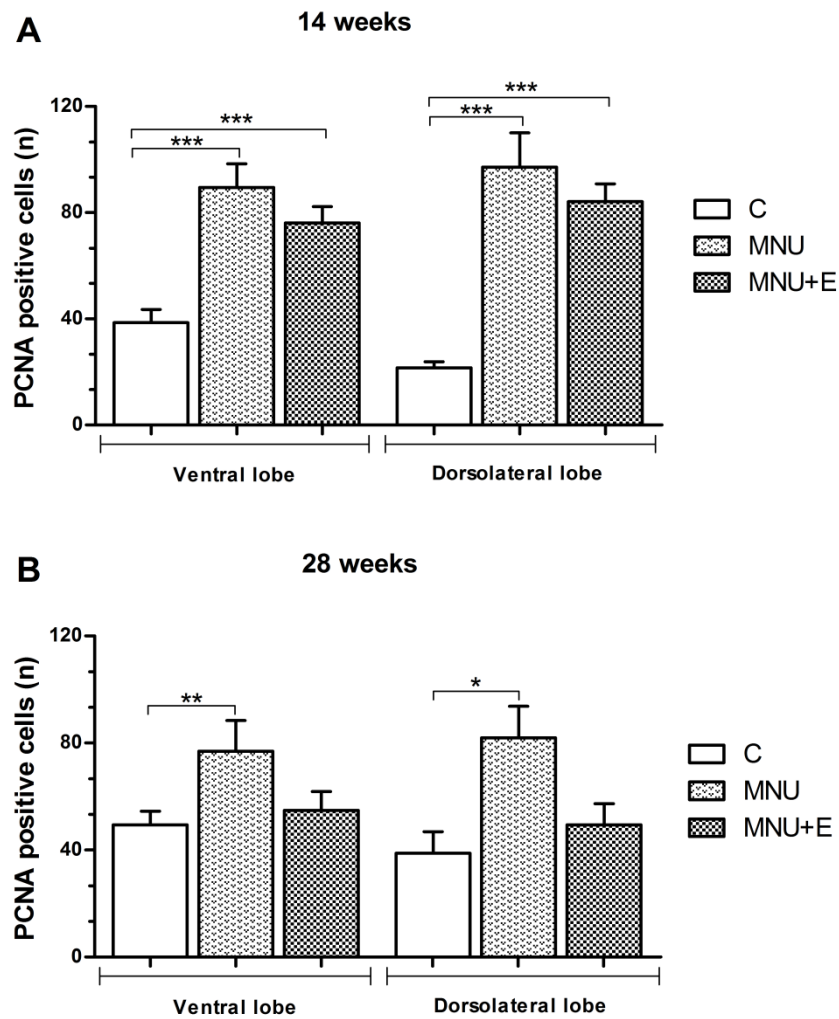 A
14 weeks
PCNA positive cells (n)
120
80
40
0
***
***
***
***
C
MNU
MNU+E
Ventral lobe
Dorsolateral lobe
B
28 weeks
PCNA positive cells (n)
120
80
40
0
**
*
C
MNU
MNU+E
Ventral lobe
Dorsolateral lobe